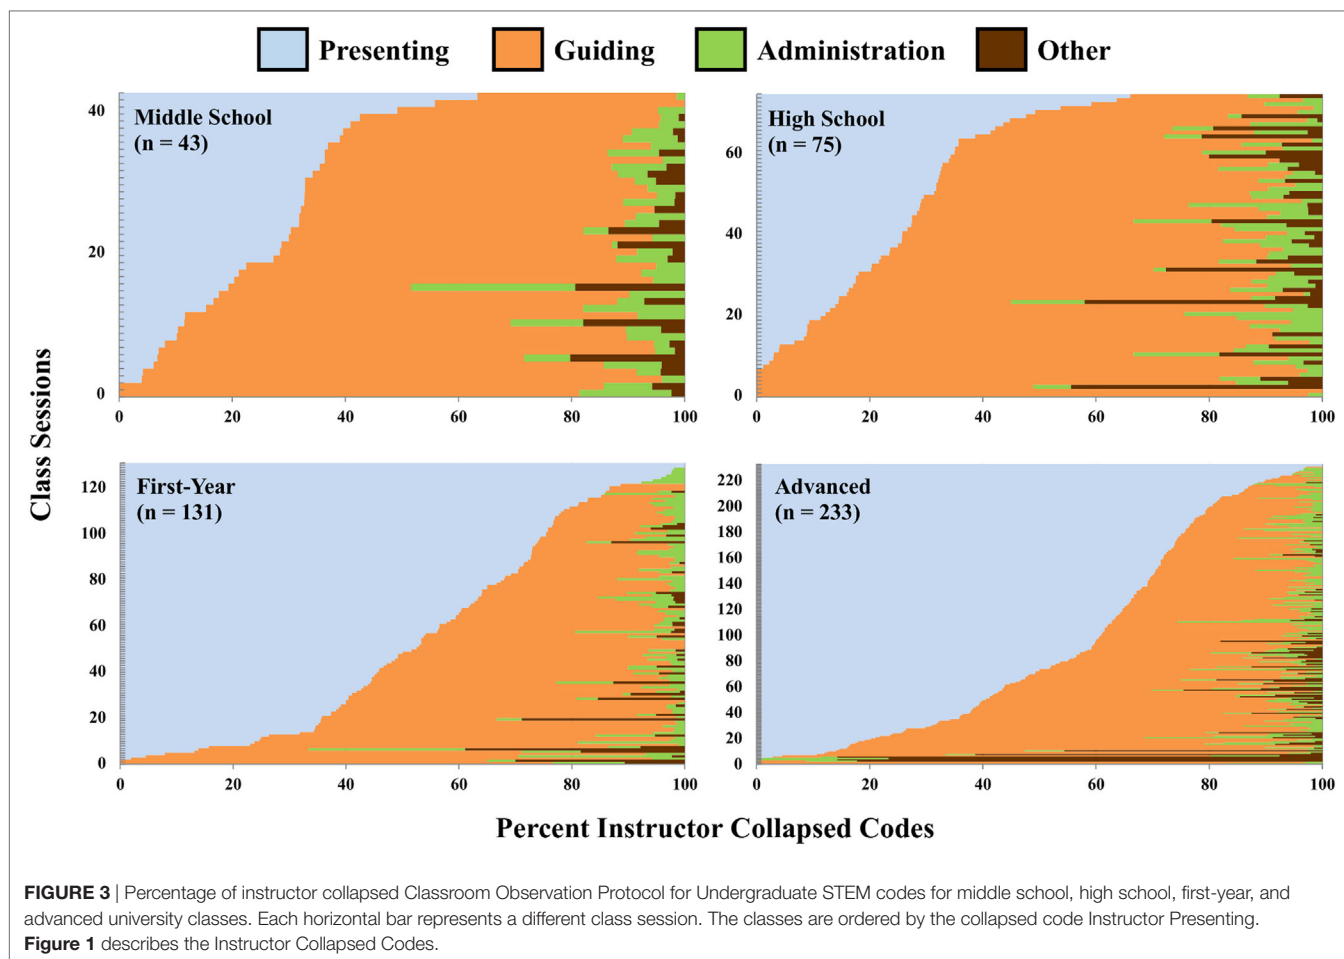 Presenting Guiding Administration Other
Class Sessions
Middle School
(n = 43)
40
20
0
0 20 40 60 80 100
High School
(n = 75)
60
40
20
0
0 20 40 60 80 100
First-Year
(n = 131)
120
100
80
60
40
20
0
0 20 40 60 80 100
Advanced
(n = 233)
220
200
180
160
140
120
100
80
60
40
20
0
0 20 40 60 80 100
Percent Instructor Collapsed Codes
FIGURE 3 | Percentage of instructor collapsed Classroom Observation Protocol for Undergraduate STEM codes for middle school, high school, first-year, and
advanced university classes. Each horizontal bar represents a different class session. The classes are ordered by the collapsed code Instructor Presenting.
Figure 1 describes the Instructor Collapsed Codes.